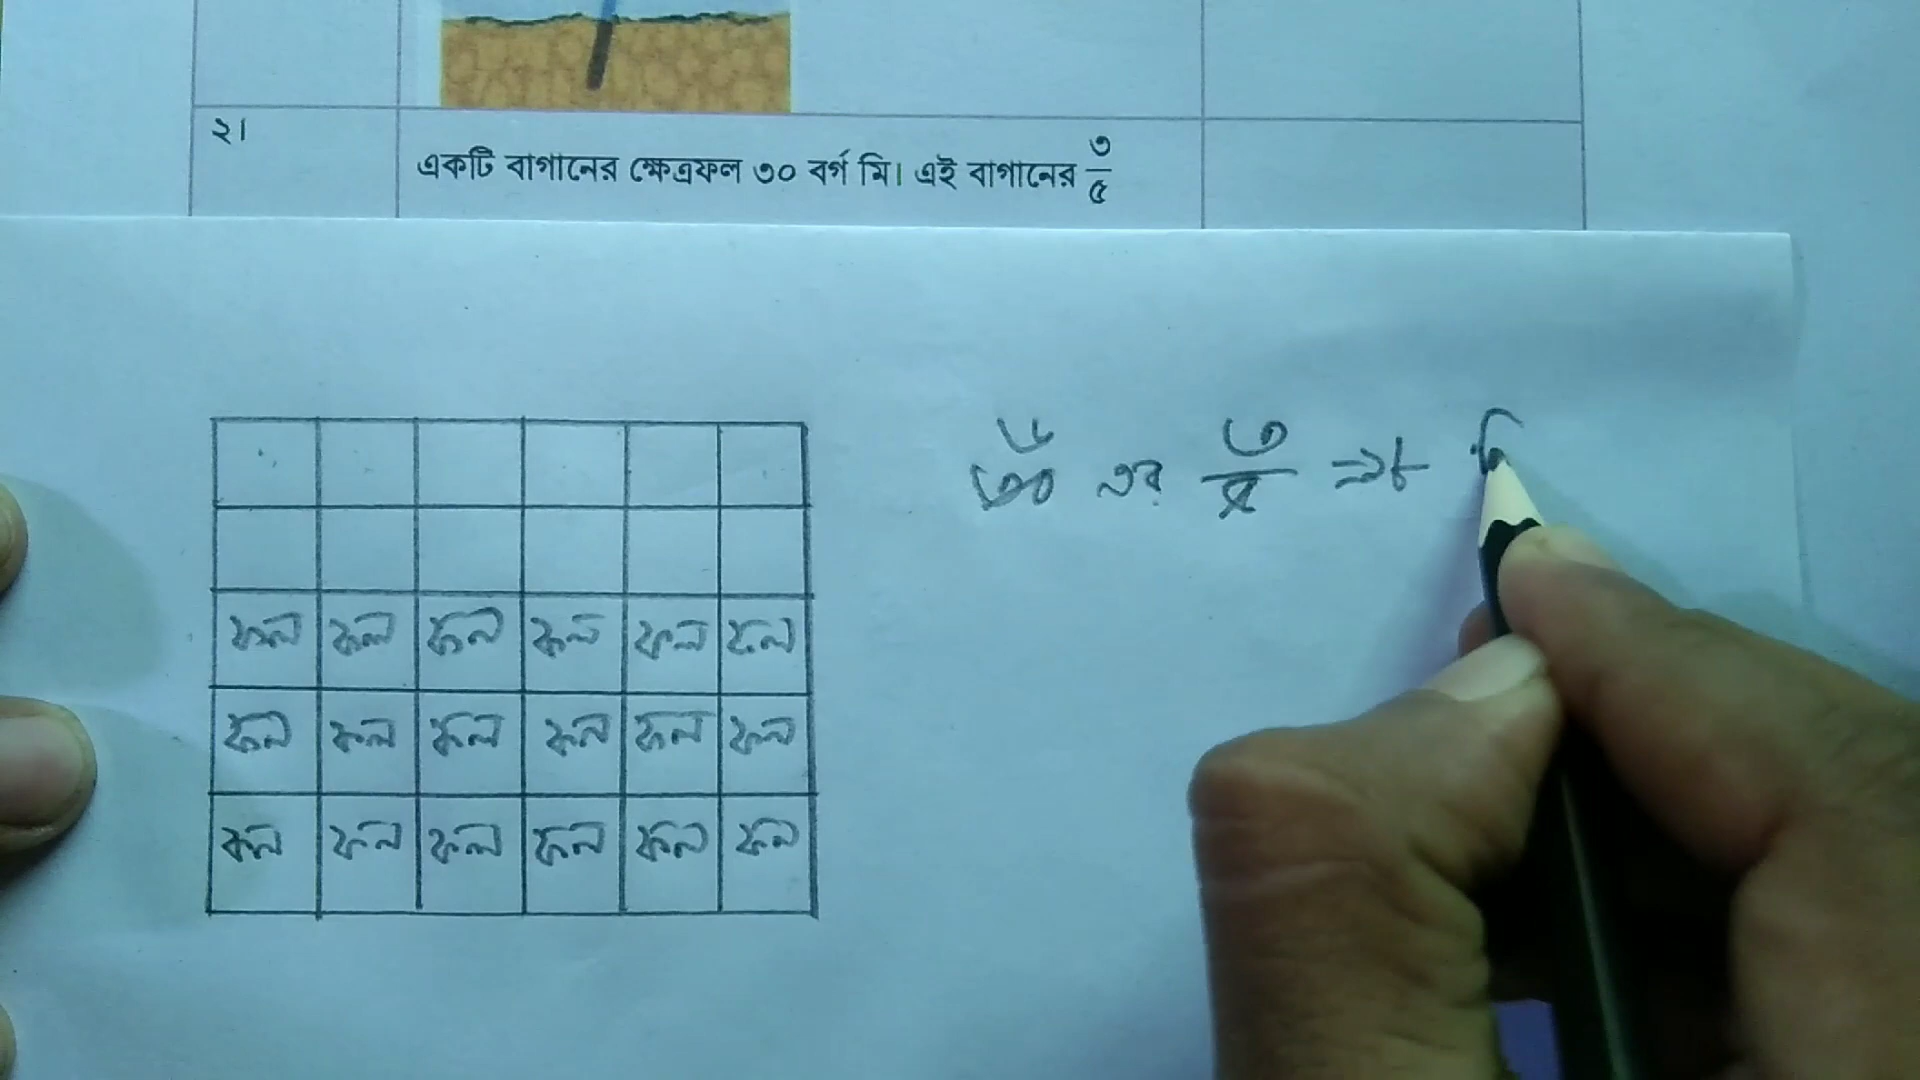 ২।
একটি বাগানের ক্ষেত্রফল ৩০ বর্গ মি। এই বাগানের ৩/৫
৬
৩০ এর ৩/৫ = ১৮ মি
ফল ফল ফল ফল ফল ফল
ফল ফল ফল ফল ফল ফল
ফল ফল ফল ফল ফল ফল